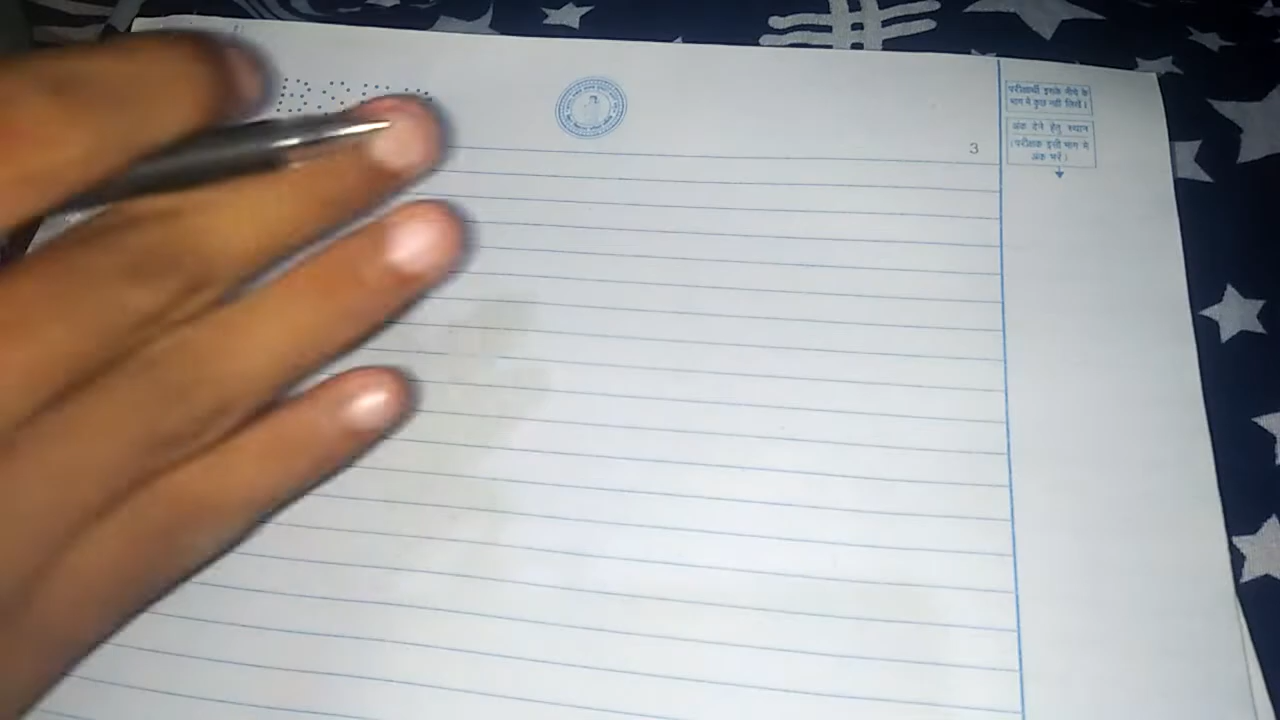 3
परीक्षार्थी इसके नीचे के
भाग में कुछ नहीं लिखें।
अंक देने हेतु स्थान
(परीक्षक इसी भाग में
अंक भरें)